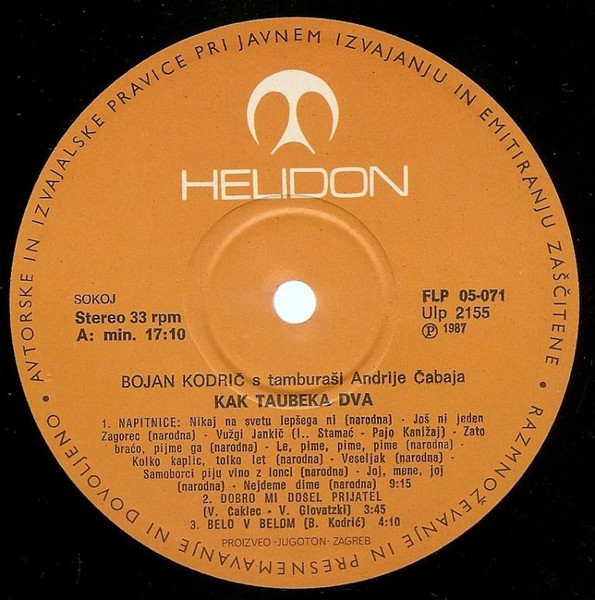 AVTORSKE IN IZVAJALSKE PRAVICE PRI JAVNEM IZVAJANJU IN EMITIRANJU ZAŠČITENE • RAZMNOŽEVANJE IN PRESNEMAVANJE NI DOVOLJENO •
HELIDON
SOKOJ
Stereo 33 rpm
A: min. 17:10
FLP 05-071
Ulp 2155
Ⓟ 1987
BOJAN KODRIČ s tamburaši Andrije Čabaja
KAK TAUBEKA DVA
1. NAPITNICE: Nikaj na svetu lepšega ni (narodna) - Još ni jeden
Zagorec (narodna) - Vužgi Jankič (I.. Stamać - Pajo Kanižaj) - Zato
braćo, pijme ga (narodna) - Le, pime, pime, pime (narodna) -
Kolko kaplic, tolko let (narodna) - Veseljak (narodna) -
Samoborci piju vino z lonci (narodna) - Joj, mene, joj
(narodna) - Nejdeme dime (narodna) 9:15
2. DOBRO MI DOŠEL PRIJATEL
(V. Caklec - V. Glovatzki) 3:45
3. BELO V BELOM (B. Kodrić) 4:10
PROIZVEO-JUGOTON-ZAGREB